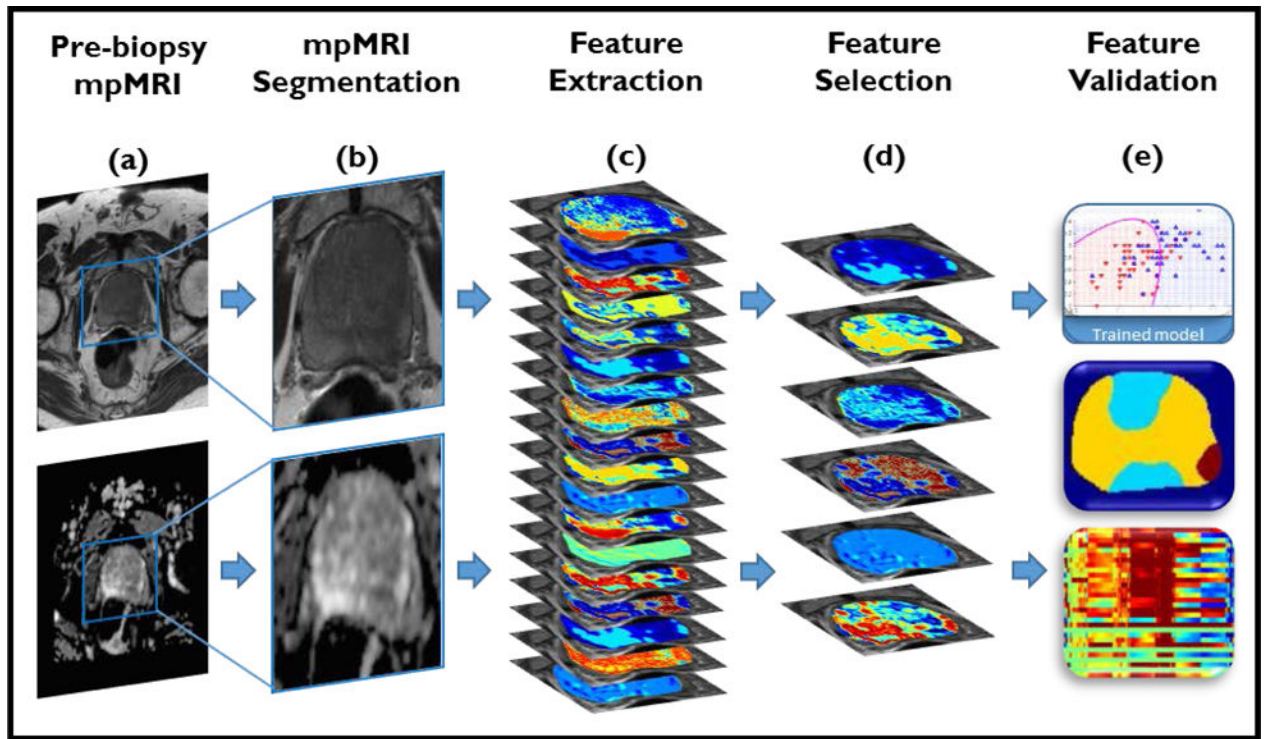 Pre-biopsy
mpMRI
mpMRI
Segmentation
Feature
Extraction
Feature
Selection
Feature
Validation
(a)
(b)
(c)
(d)
(e)
Trained model